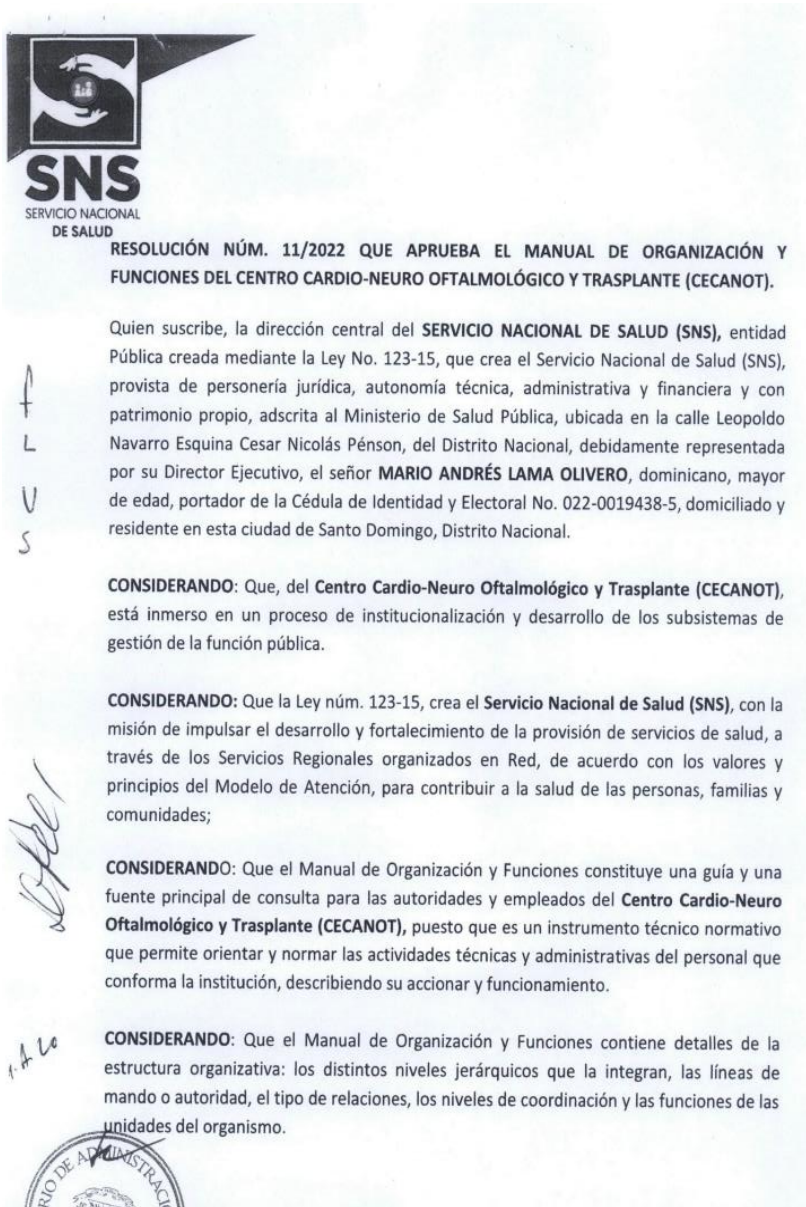 SNS
SERVICIO NACIONAL
DE SALUD
RESOLUCIÓN NÚM. 11/2022 QUE APRUEBA EL MANUAL DE ORGANIZACIÓN Y
FUNCIONES DEL CENTRO CARDIO-NEURO OFTALMOLÓGICO Y TRASPLANTE (CECANOT).
Quien suscribe, la dirección central del SERVICIO NACIONAL DE SALUD (SNS), entidad
Pública creada mediante la Ley No. 123-15, que crea el Servicio Nacional de Salud (SNS),
provista de personería jurídica, autonomía técnica, administrativa y financiera y con
patrimonio propio, adscrita al Ministerio de Salud Pública, ubicada en la calle Leopoldo
Navarro Esquina Cesar Nicolás Pénson, del Distrito Nacional, debidamente representada
por su Director Ejecutivo, el señor MARIO ANDRÉS LAMA OLIVERO, dominicano, mayor
de edad, portador de la Cédula de Identidad y Electoral No. 022-0019438-5, domiciliado y
residente en esta ciudad de Santo Domingo, Distrito Nacional.
L
U
S
CONSIDERANDO: Que, del Centro Cardio-Neuro Oftalmológico y Trasplante (CECANOT),
está inmerso en un proceso de institucionalización y desarrollo de los subsistemas de
gestión de la función pública.
CONSIDERANDO: Que la Ley núm. 123-15, crea el Servicio Nacional de Salud (SNS), con la
misión de impulsar el desarrollo y fortalecimiento de la provisión de servicios de salud, a
través de los Servicios Regionales organizados en Red, de acuerdo con los valores y
principios del Modelo de Atención, para contribuir a la salud de las personas, familias y
comunidades;
CONSIDERANDO: Que el Manual de Organización y Funciones constituye una guía y una
fuente principal de consulta para las autoridades y empleados del Centro Cardio-Neuro
Oftalmológico y Trasplante (CECANOT), puesto que es un instrumento técnico normativo
que permite orientar y normar las actividades técnicas y administrativas del personal que
conforma la institución, describiendo su accionar y funcionamiento.
CONSIDERANDO: Que el Manual de Organización y Funciones contiene detalles de la
estructura organizativa: los distintos niveles jerárquicos que la integran, las líneas de
mando o autoridad, el tipo de relaciones, los niveles de coordinación y las funciones de las
unidades del organismo.